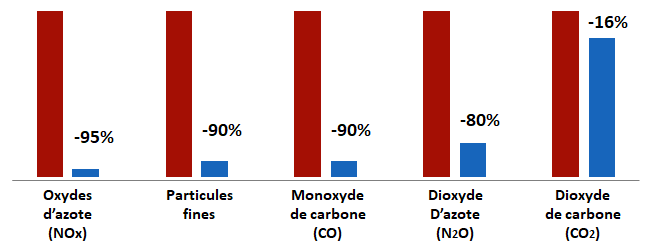 -95%
-90%
-90%
-80%
-16%
Oxydes
d’azote
(NOx)
Particules
fines
Monoxyde
de carbone
(CO)
Dioxyde
D’azote
(N2O)
Dioxyde
de carbone
(CO2)